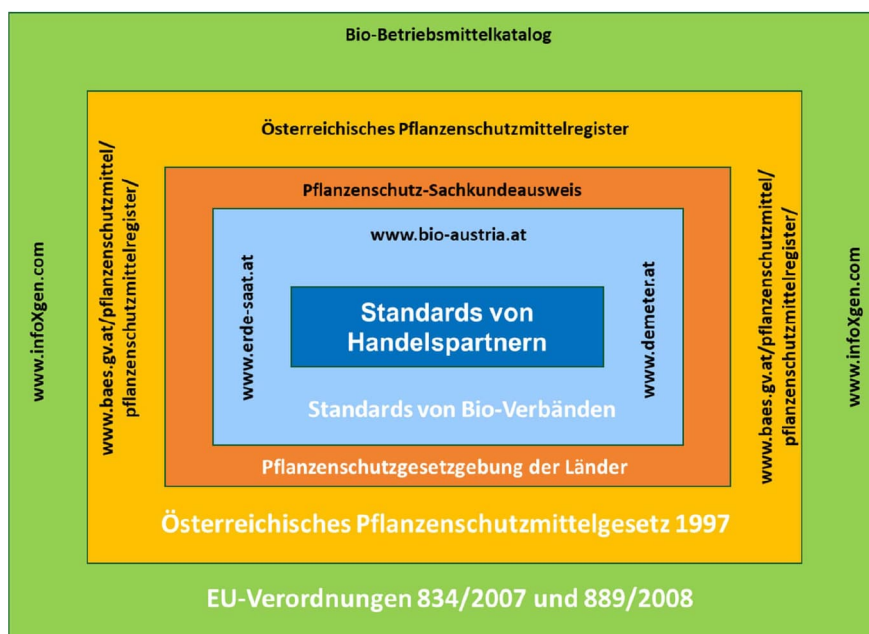 Bio-Betriebsmittelkatalog
Österreichisches Pflanzenschutzmittelregister
Pflanzenschutz-Sachkundeausweis
www.bio-austria.at
www.infoXgen.com
www.baes.gv.at/pflanzenschutzmittel/
pflanzenschutzmittelregister/
www.erde-saat.at
Standards von
Handelspartnern
www.demeter.at
www.baes.gv.at/pflanzenschutzmittel/
pflanzenschutzmittelregister/
www.infoXgen.com
Standards von Bio-Verbänden
Pflanzenschutzgesetzgebung der Länder
Österreichisches Pflanzenschutzmittelgesetz 1997
EU-Verordnungen 834/2007 und 889/2008